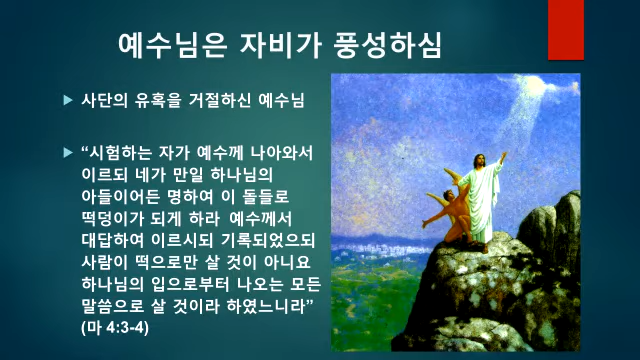 예수님은 자비가 풍성하심
사단의 유혹을 거절하신 예수님
“시험하는 자가 예수께 나아와서
이르되 네가 만일 하나님의
아들이어든 명하여 이 돌들로
떡덩이가 되게 하라 예수께서
대답하여 이르시되 기록되었으되
사람이 떡으로만 살 것이 아니요
하나님의 입으로부터 나오는 모든
말씀으로 살 것이라 하였느니라”
(마 4:3-4)